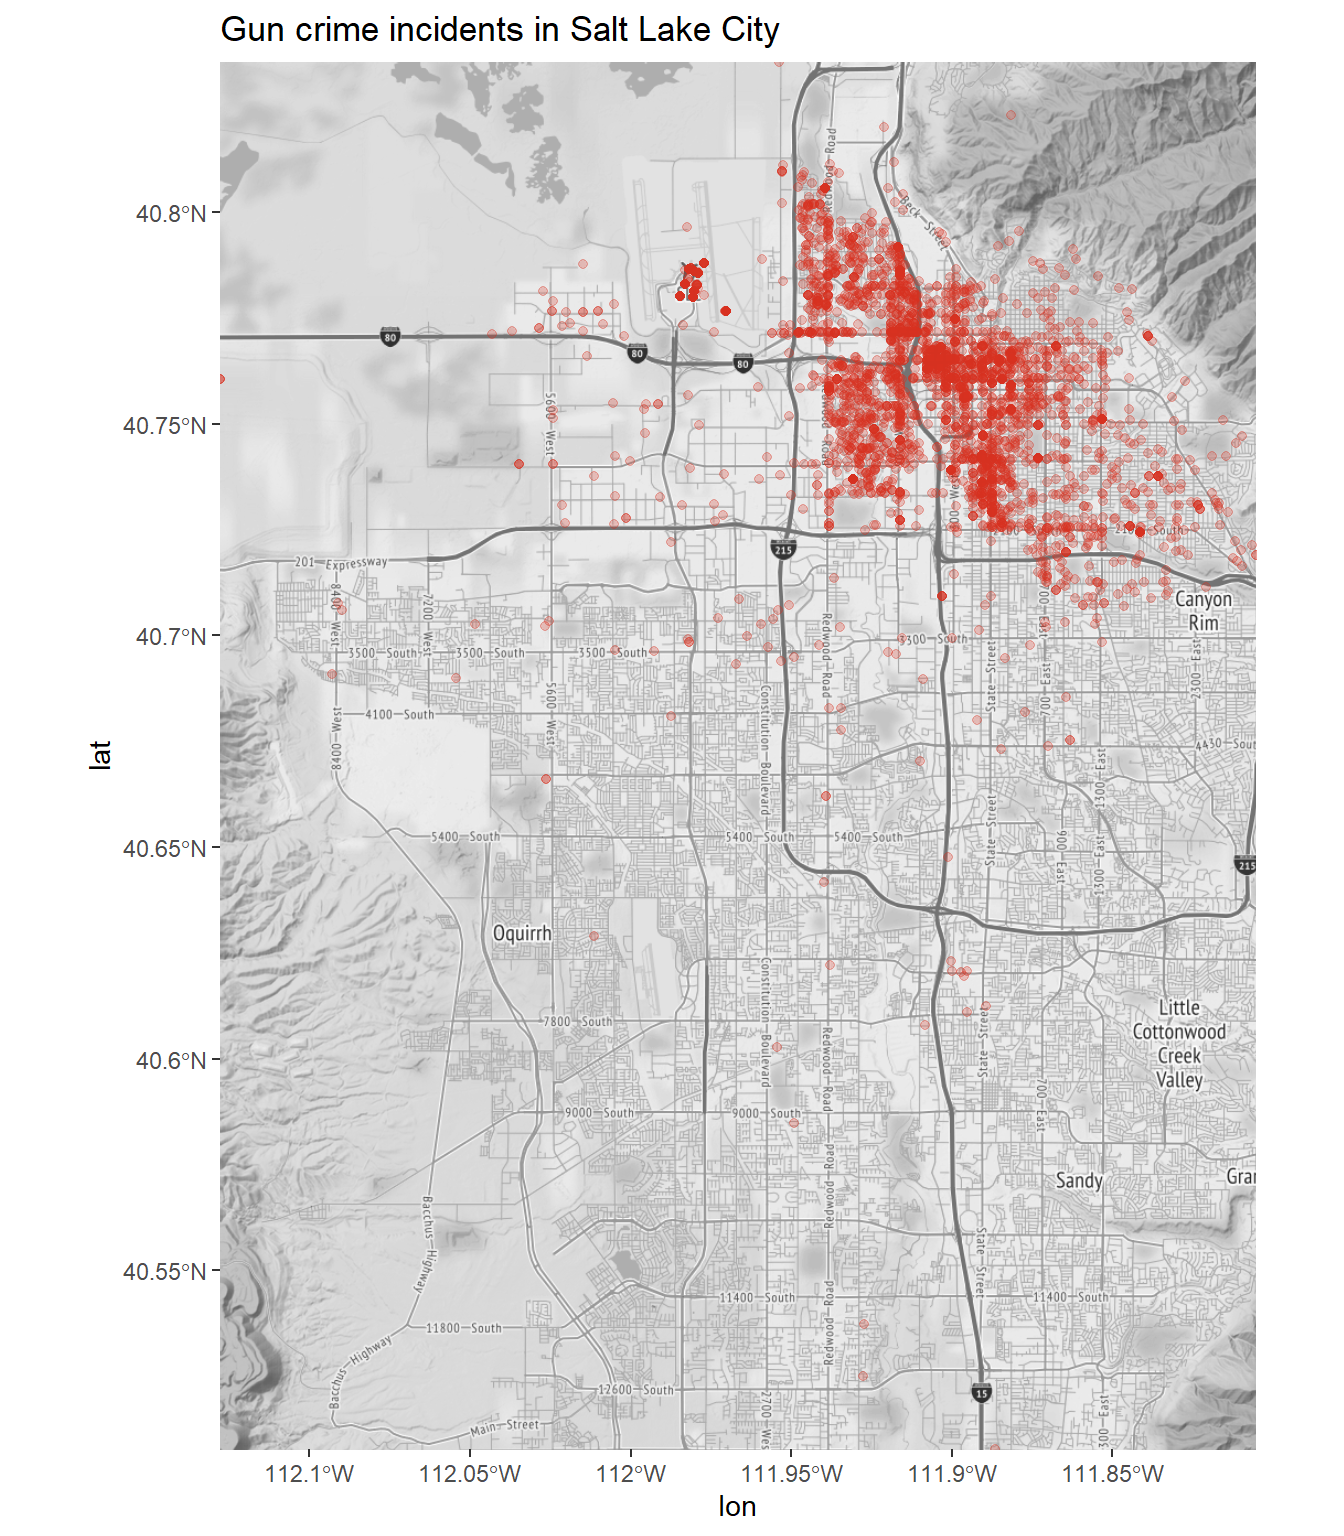 Gun crime incidents in Salt Lake City
lat
40.8°N
40.75°N
40.7°N
40.65°N
40.6°N
40.55°N
Redwood Road
Beck Street
80
80
80
5600 West
201 Expressway
215
2100 South
8400 West
7200 West
3500 South
3500 South
3500 South
Redwood Road
3300 South
State Street
700 East
Canyon
Rim
2300 East
4100 South
8400 West
5600 West
Constitution Boulevard
700 East
4450 Sout
1300 East
5400 South
5400 South
5400 South
State Street
900 East
1300 East
215
Oquirrh
Constitution Boulevard
7800 South
Redwood Road
State Street
Little
Cottonwood
Creek
Valley
9000 South
9000 South
700 East
Redwood Road
Sandy
Gran
Bacchus Highway
State Street
11400 South
11400 South
11800 South
Redwood Road
Bacchus Highway
12600 South
15
Main Street
2700 Wes
300 East
112.1°W
112.05°W
112°W
111.95°W
111.9°W
111.85°W
lon